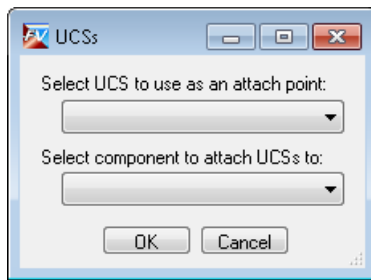 UCSs
Select UCS to use as an attach point:
Select component to attach UCSs to:
OK Cancel